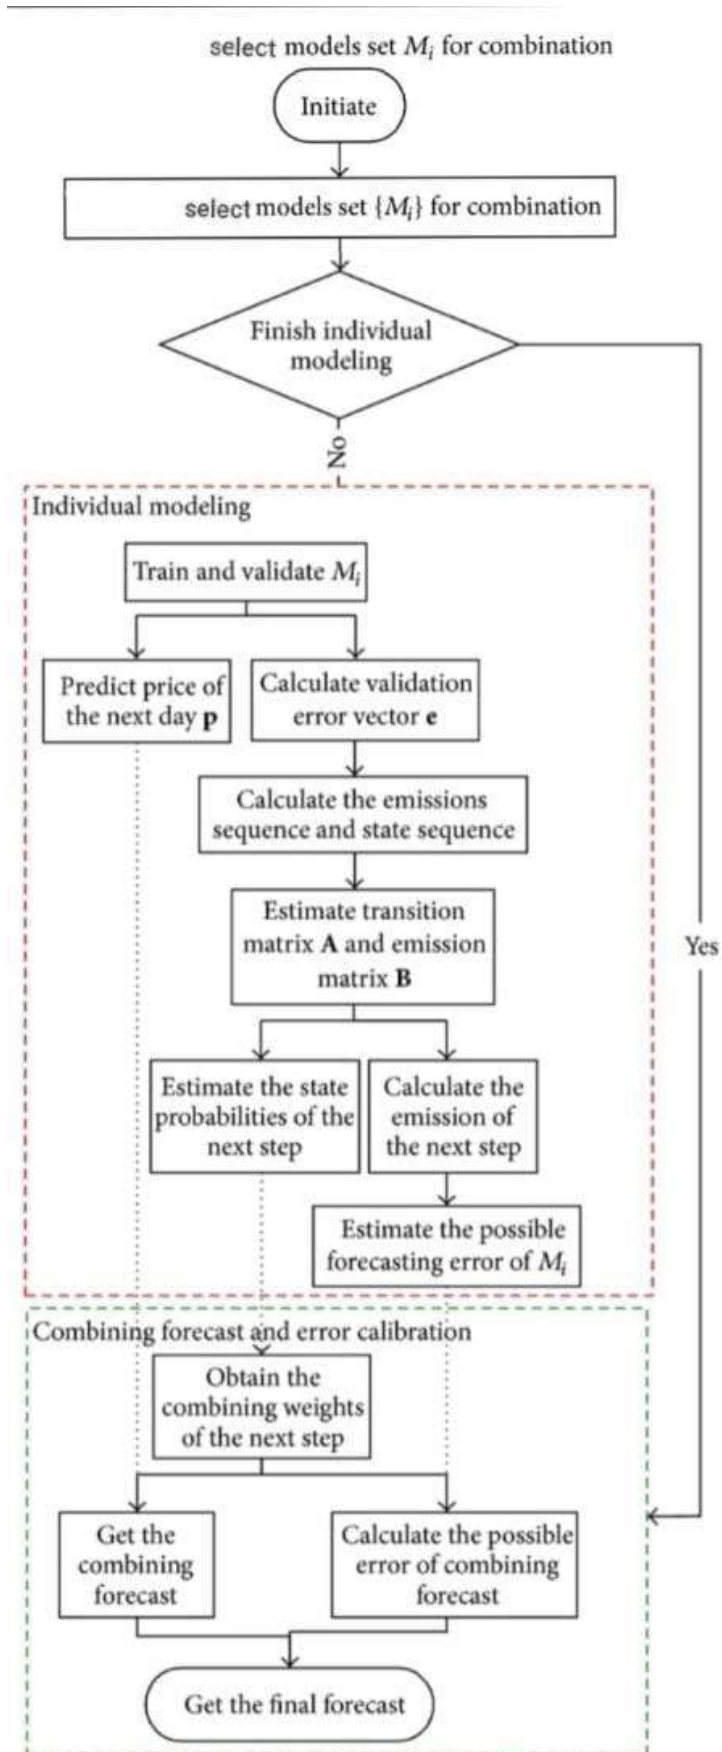 select models set Mi for combination
Initiate
select models set {Mi} for combination
Finish individual
modeling
No
Individual modeling
Train and validate Mi
Predict price of
the next day p
Calculate validation
error vector e
Calculate the emissions
sequence and state sequence
Estimate transition
matrix A and emission
matrix B
Yes
Estimate the state
probabilities of the
next step
Calculate the
emission of
the next step
Estimate the possible
forecasting error of Mi
Combining forecast and error calibration
Obtain the
combining weights
of the next step
Get the
combining
forecast
Calculate the possible
error of combining
forecast
Get the final forecast